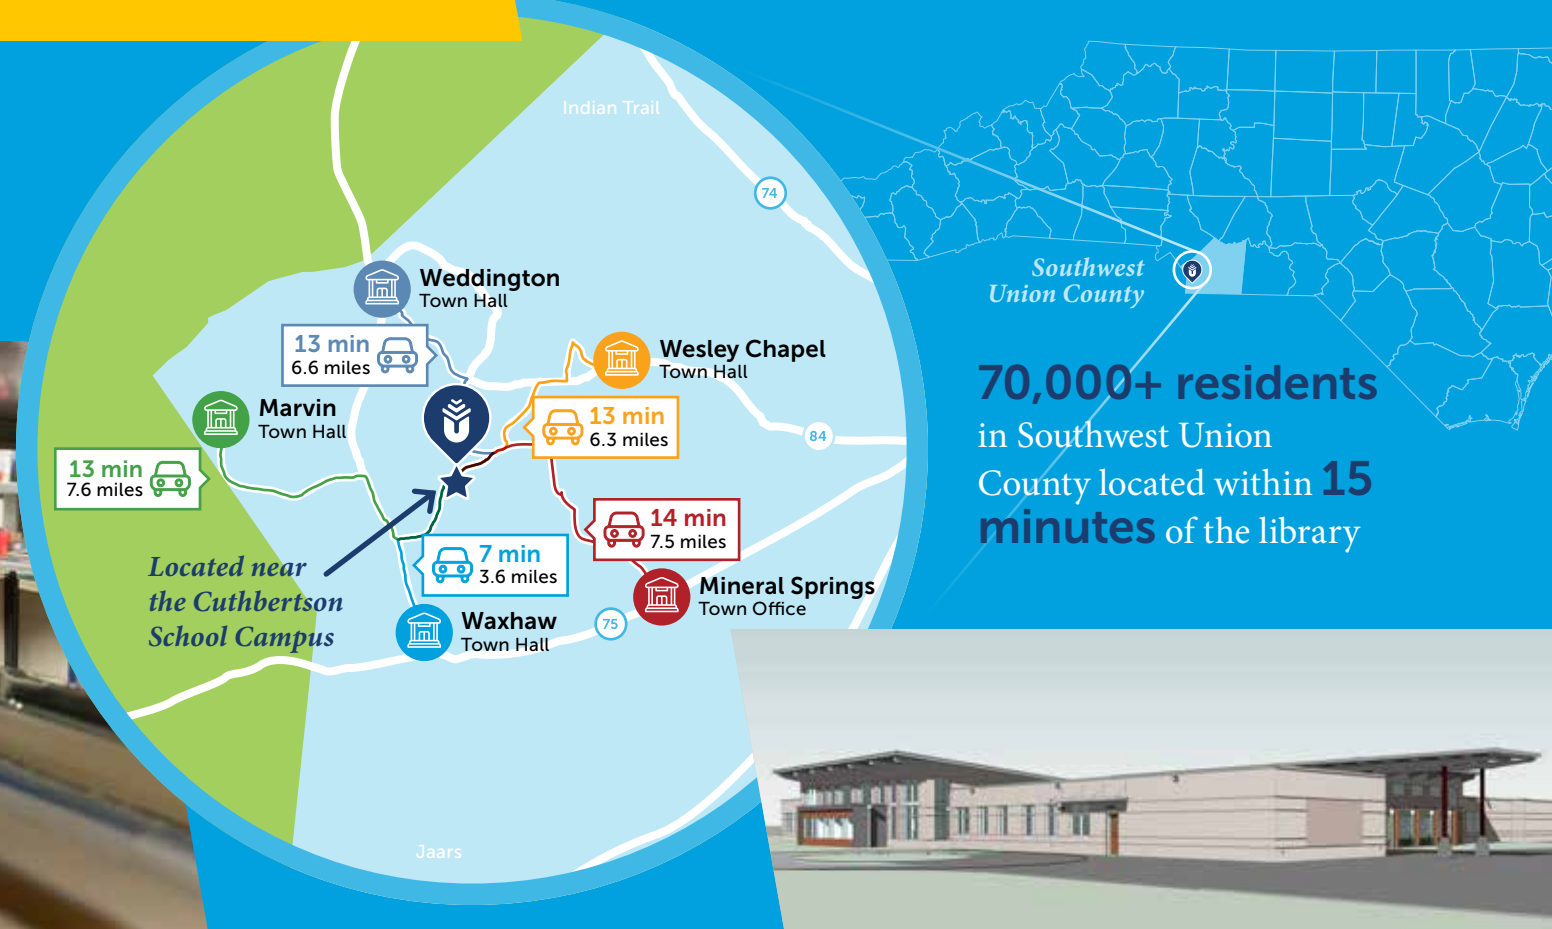 Indian Trail
74
Weddington
Town Hall
13 min
6.6 miles
Wesley Chapel
Town Hall
Marvin
Town Hall
13 min
6.3 miles
84
13 min
7.6 miles
14 min
7.5 miles
7 min
3.6 miles
Located near
the Cuthbertson
School Campus
Mineral Springs
Town Office
Waxhaw
Town Hall
75
Jaars
Southwest
Union County
70,000+ residents
in Southwest Union
County located within 15
minutes of the library